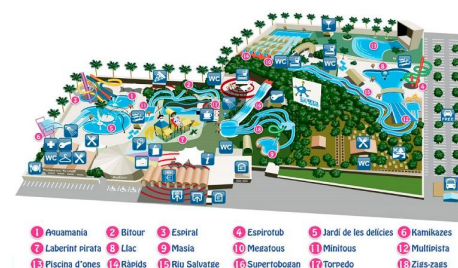 WC
WC
WC
WC
WC
WC
1 Aquamania 2 Bitour 3 Espiral 4 Espirotub 5 Jardí de les delícies 6 Kamikazes
7 Laberint pirata 8 Llac 9 Masia 10 Megatous 11 Minitous 12 Multipista
13 Piscina d'ones 14 Ràpids 15 Riu Salvatge 16 Supertobogan 17 Torpedo 18 Zigs-zags